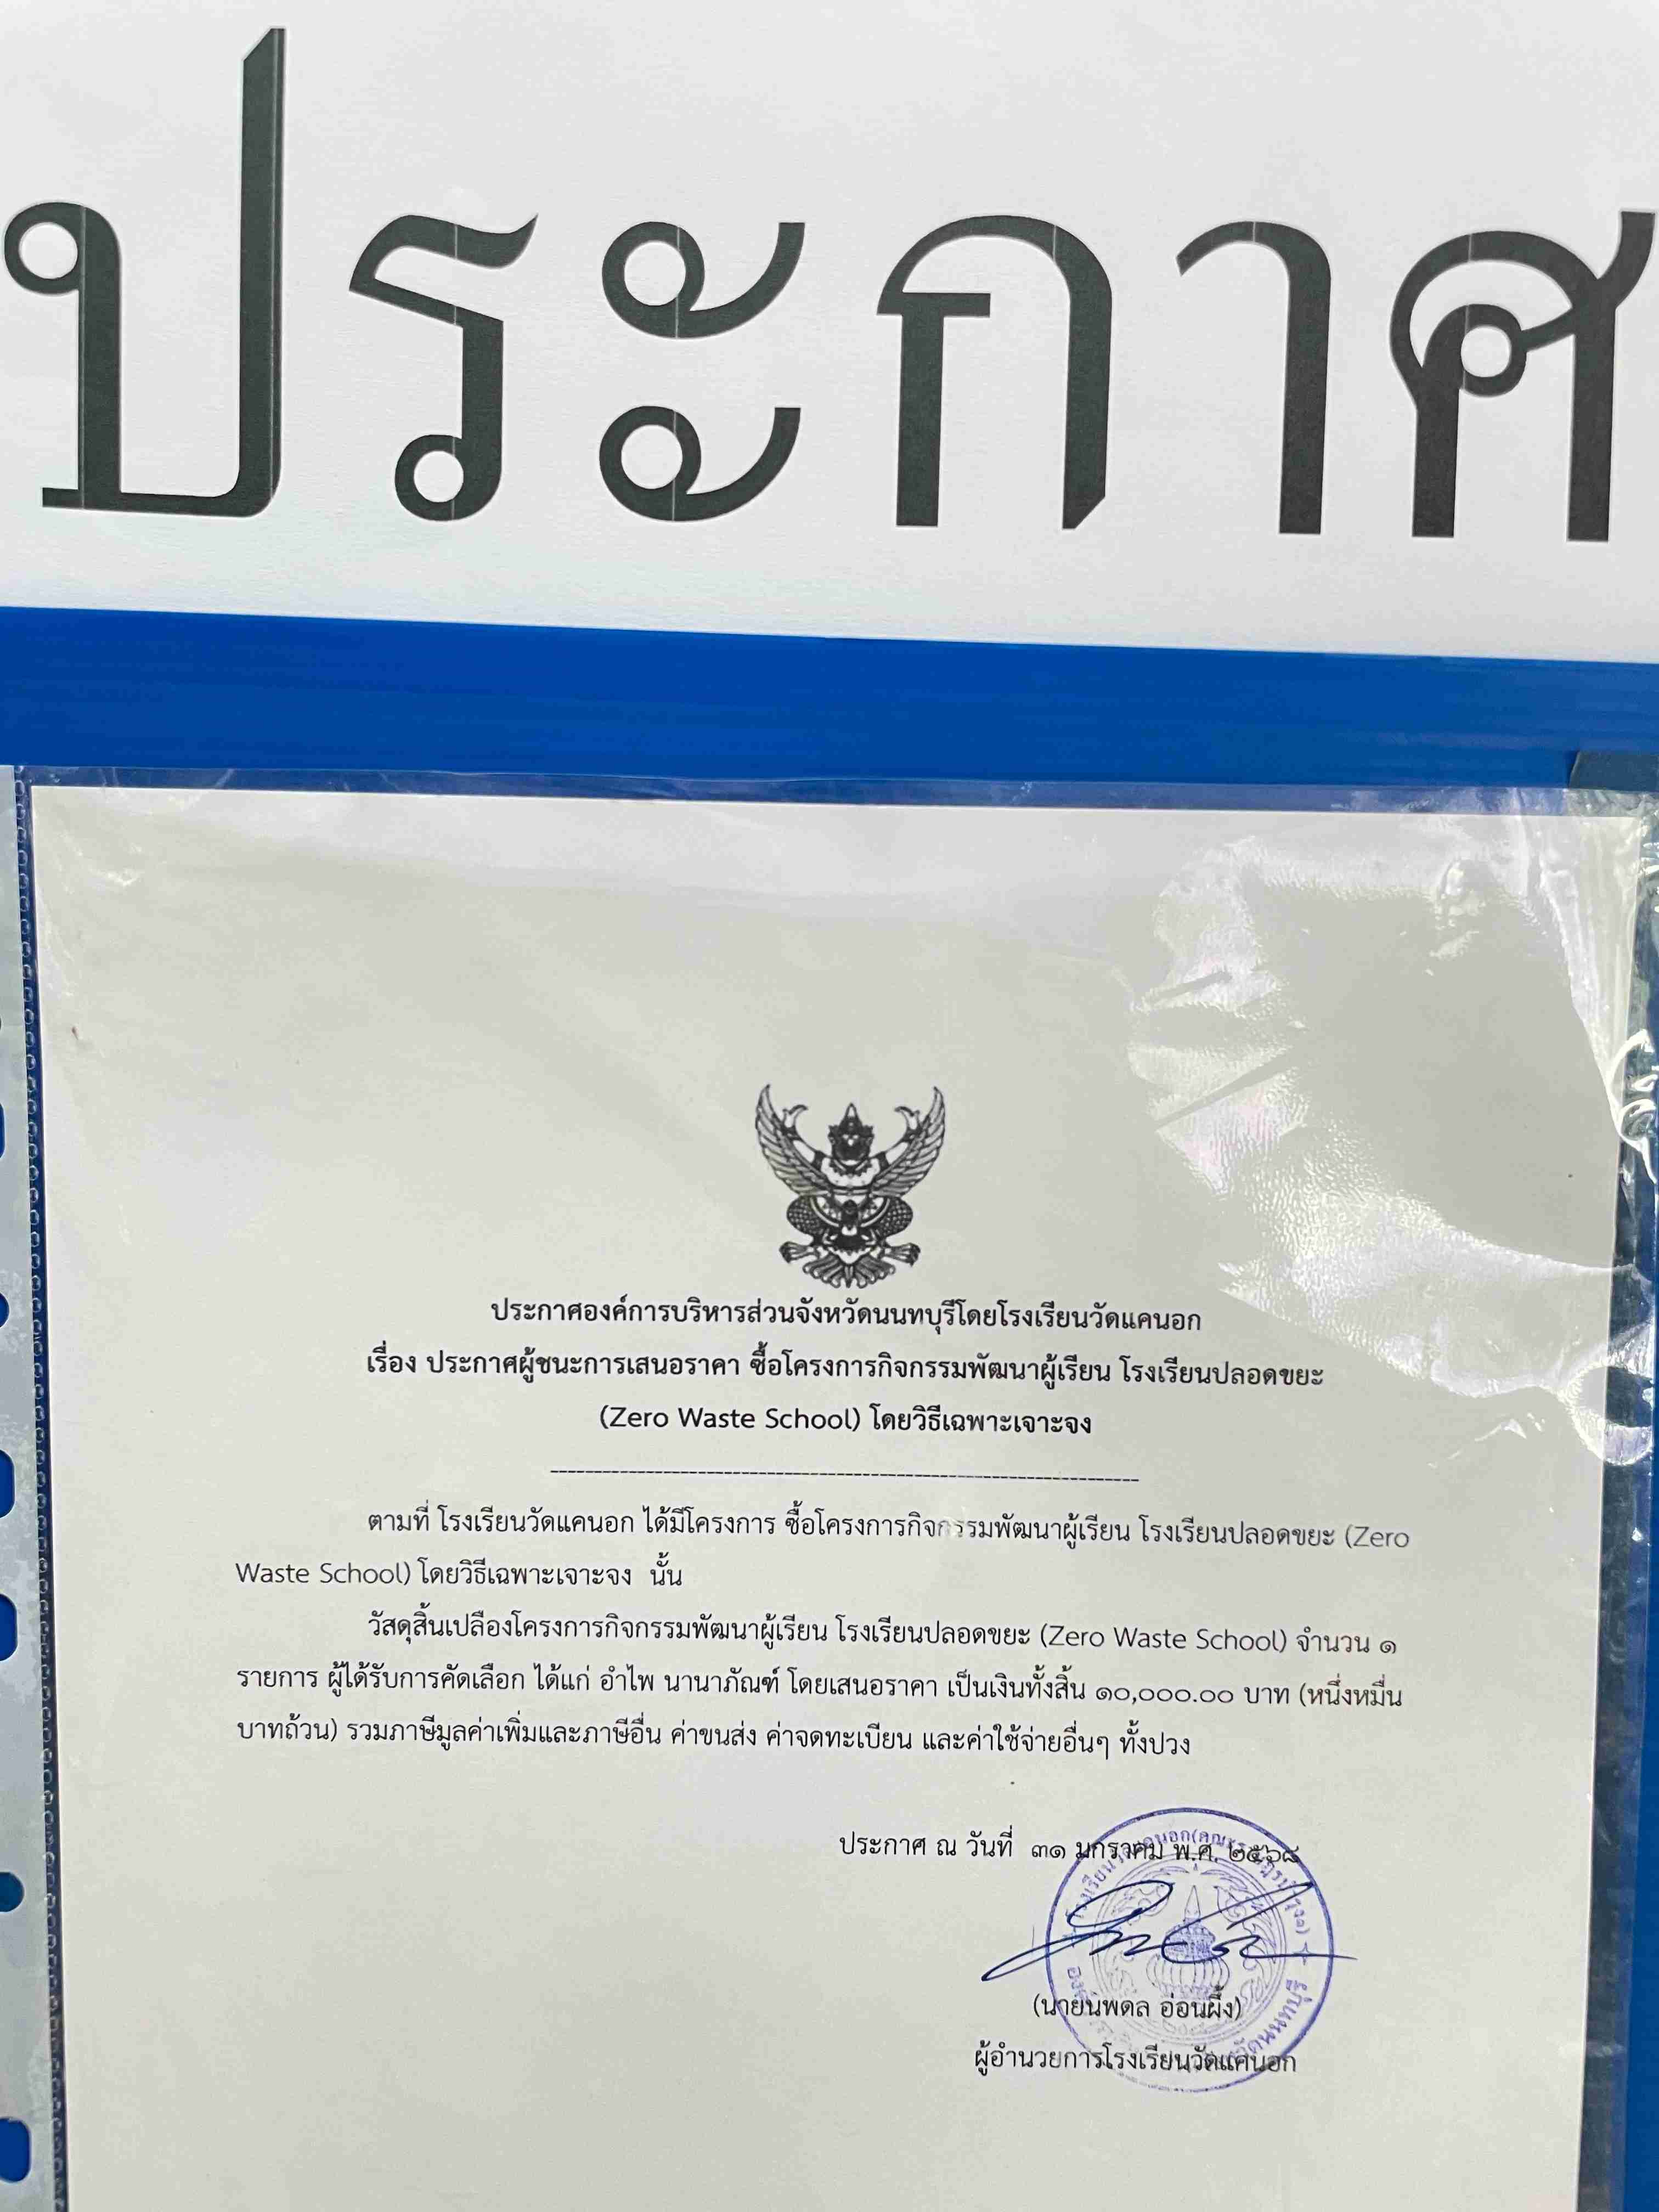 ประกาศ
ประกาศองค์การบริหารส่วนจังหวัดนนทบุรีโดยโรงเรียนวัดแคนอก
เรื่อง ประกาศผู้ชนะการเสนอราคา ซื้อโครงการกิจกรรมพัฒนาผู้เรียน โรงเรียนปลอดขยะ
(Zero Waste School) โดยวิธีเฉพาะเจาะจง
ตามที่ โรงเรียนวัดแคนอก ได้มีโครงการ ซื้อโครงการกิจกรรมพัฒนาผู้เรียน โรงเรียนปลอดขยะ (Zero
Waste School) โดยวิธีเฉพาะเจาะจง นั้น
วัสดุสิ้นเปลืองโครงการกิจกรรมพัฒนาผู้เรียน โรงเรียนปลอดขยะ (Zero Waste School) จำนวน ๑
รายการ ผู้ได้รับการคัดเลือก ได้แก่ อำไพ นานาภัณฑ์ โดยเสนอราคา เป็นเงินทั้งสิ้น ๑๐,๐๐๐.๐๐ บาท (หนึ่งหมื่น
บาทถ้วน) รวมภาษีมูลค่าเพิ่มและภาษีอื่น ค่าขนส่ง ค่าจดทะเบียน และค่าใช้จ่ายอื่นๆ ทั้งปวง
ประกาศ ณ วันที่ ๓๑ มกราคม พ.ศ. ๒๕๖๘
(นายนพดล อ่อนผึ้ง)
ผู้อำนวยการโรงเรียนวัดแคนอก